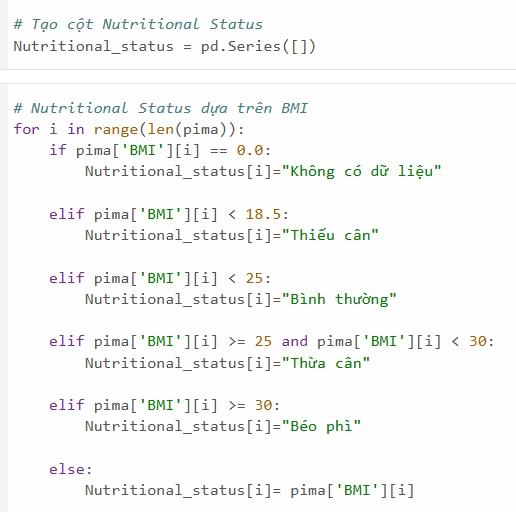 # Tạo cột Nutritional Status
Nutritional_status = pd.Series([])
# Nutritional Status dựa trên BMI
for i in range(len(pima)):
    if pima['BMI'][i] == 0.0:
        Nutritional_status[i]="Không có dữ liệu"
    elif pima['BMI'][i] < 18.5:
        Nutritional_status[i]="Thiếu cân"
    elif pima['BMI'][i] < 25:
        Nutritional_status[i]="Bình thường"
    elif pima['BMI'][i] >= 25 and pima['BMI'][i] < 30:
        Nutritional_status[i]="Thừa cân"
    elif pima['BMI'][i] >= 30:
        Nutritional_status[i]="Béo phì"
    else:
        Nutritional_status[i]= pima['BMI'][i]